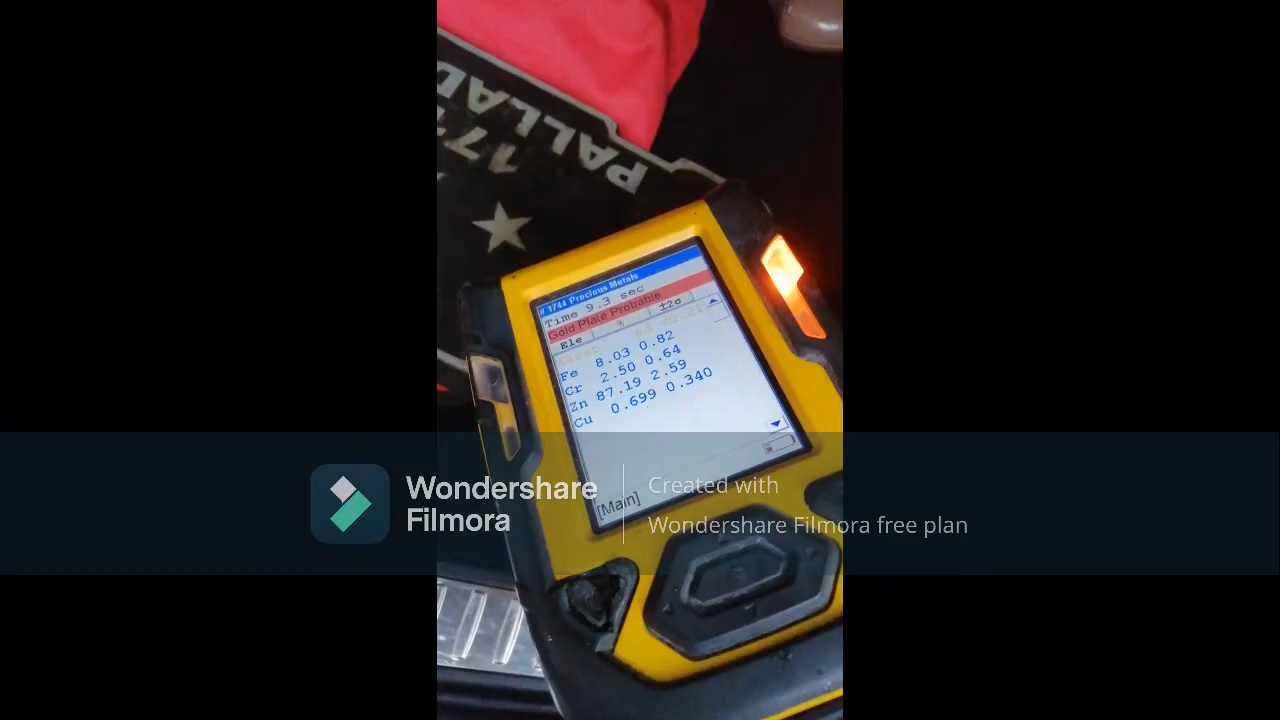 PALLAD
177
# 1744 Precious Metals
Time 9.3 sec
Gold Plate Probable
Ele % ±2σ
Karat
Fe 8.03 0.82
Cr 2.50 0.64
Zn 87.19 2.59
Cu 0.699 0.340
[Main]
Wondershare
Filmora
Created with
Wondershare Filmora free plan